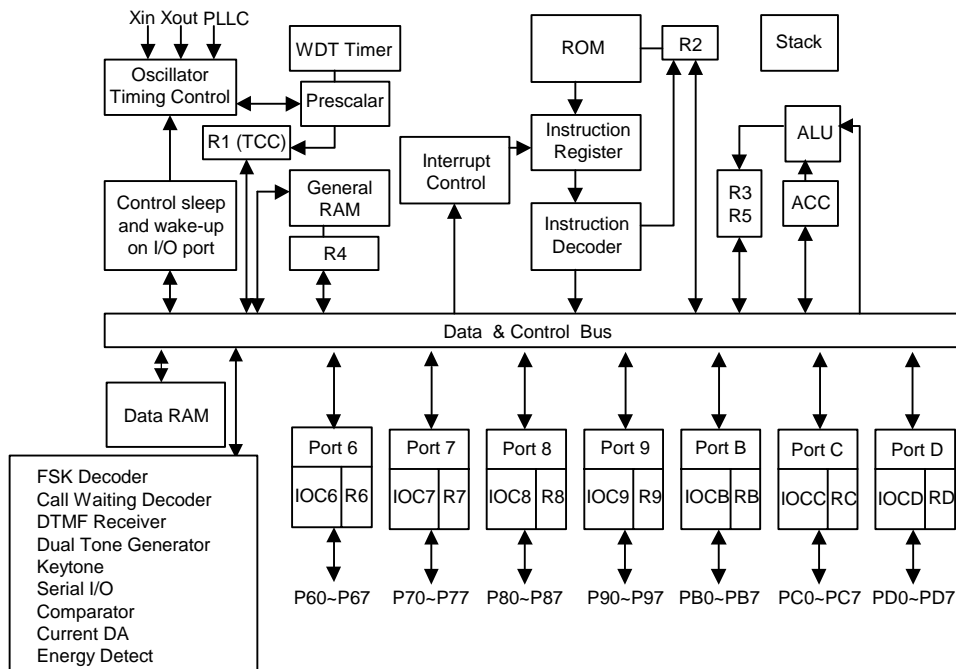 Xin Xout PLLC
WDT Timer
ROM
R2
Stack
Oscillator
Timing Control
Prescalar
R1 (TCC)
Interrupt
Control
Instruction
Register
ALU
General
RAM
Control sleep
and wake-up
on I/O port
R3
R5
ACC
Instruction
Decoder
R4
Data & Control Bus
Data RAM
Port 6
Port 7
Port 8
Port 9
Port B
Port C
Port D
IOC6 R6
IOC7 R7
IOC8 R8
IOC9 R9
IOCB RB
IOCC RC
IOCD RD
P60~P67
P70~P77
P80~P87
P90~P97
PB0~PB7
PC0~PC7
PD0~PD7
FSK Decoder
Call Waiting Decoder
DTMF Receiver
Dual Tone Generator
Keytone
Serial I/O
Comparator
Current DA
Energy Detect